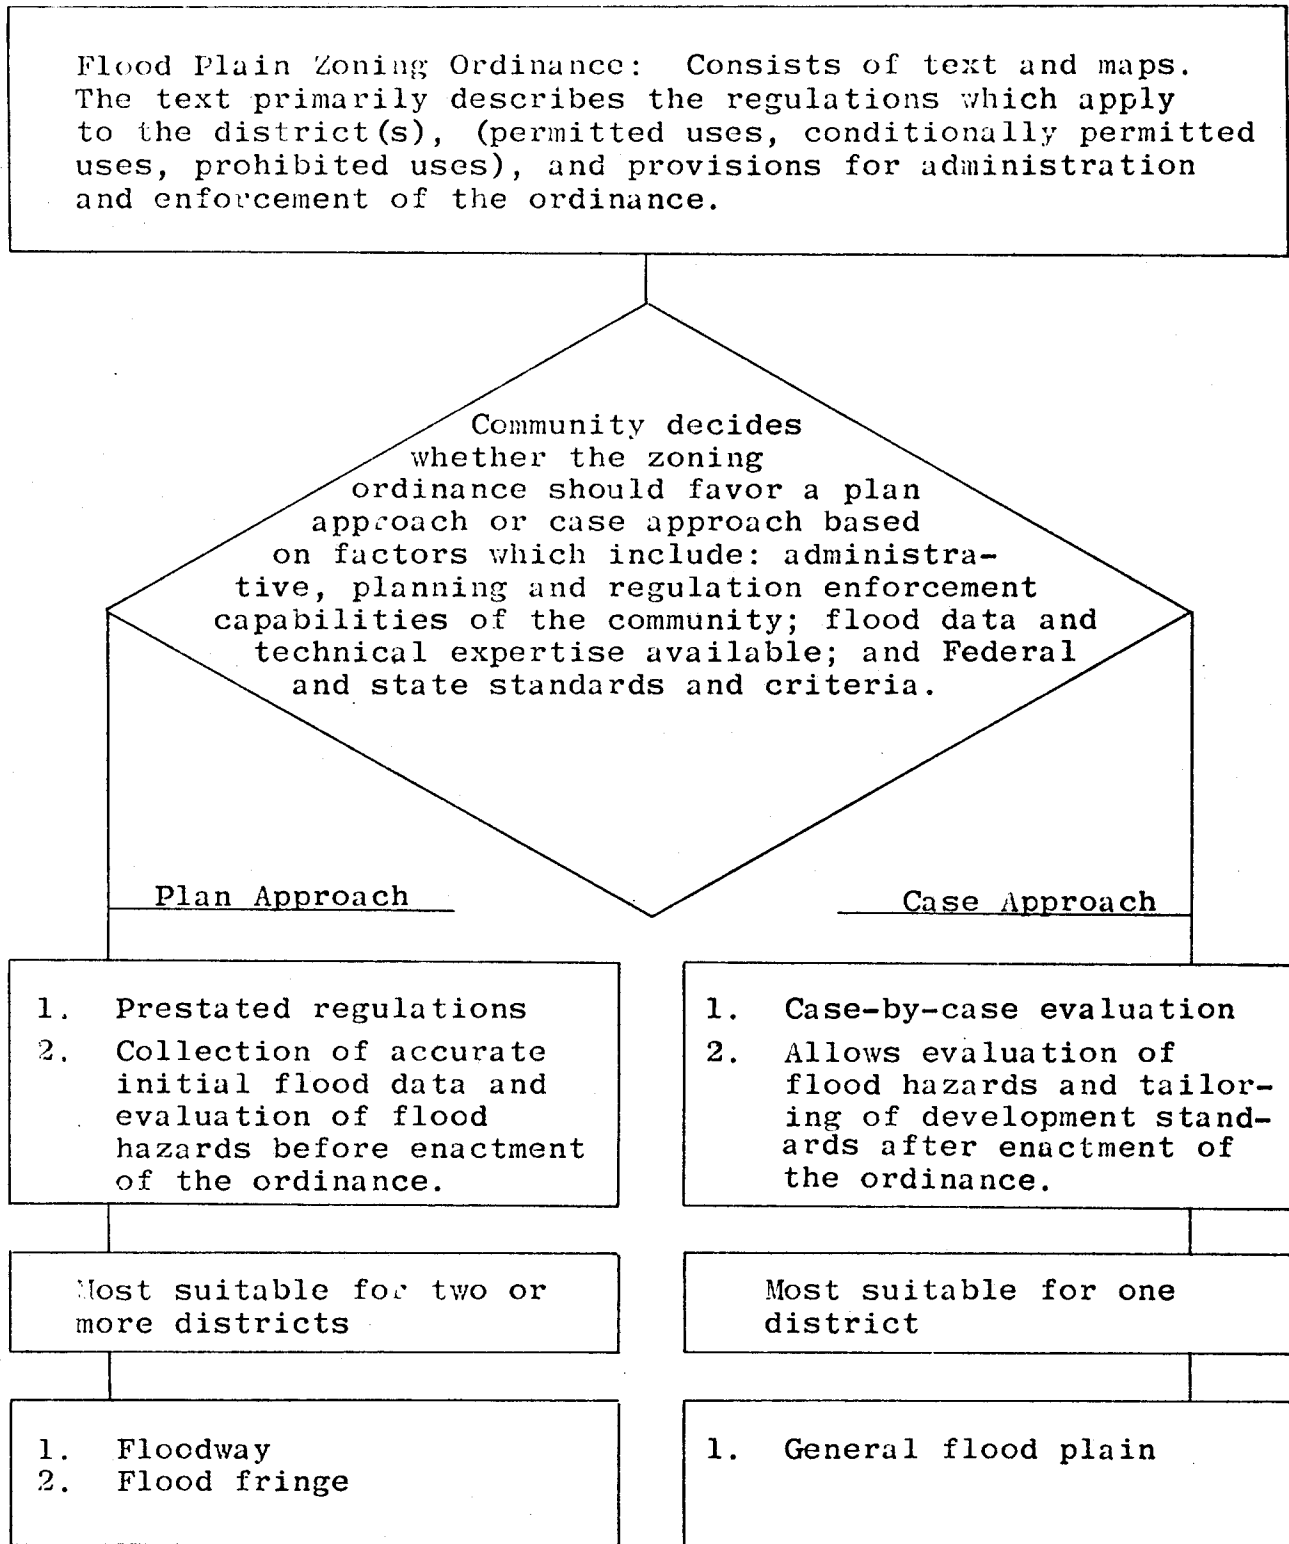 Flood Plain Zoning Ordinance: Consists of text and maps.
The text primarily describes the regulations which apply
to the district(s), (permitted uses, conditionally permitted
uses, prohibited uses), and provisions for administration
and enforcement of the ordinance.
Community decides
whether the zoning
ordinance should favor a plan
approach or case approach based
on factors which include: administra-
tive, planning and regulation enforcement
capabilities of the community; flood data and
technical expertise available; and Federal
and state standards and criteria.
Plan Approach
1. Prestated regulations
2. Collection of accurate
initial flood data and
evaluation of flood
hazards before enactment
of the ordinance.
Most suitable for two or
more districts
1. Floodway
2. Flood fringe
Case Approach
1. Case-by-case evaluation
2. Allows evaluation of
flood hazards and tailor-
ing of development stand-
ards after enactment of
the ordinance.
Most suitable for one
district
1. General flood plain